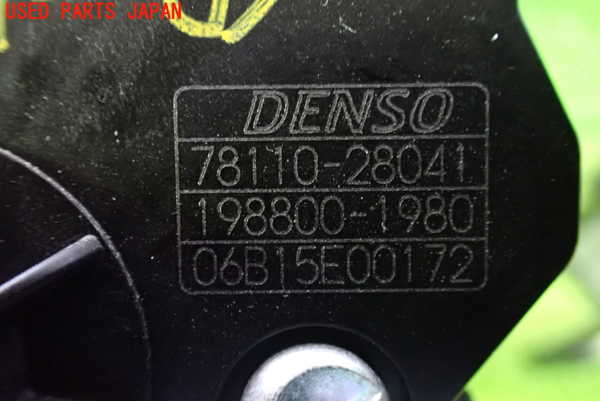 USED PARTS JAPAN
DENSO
78110-28041
198800-1980
06B15E00172